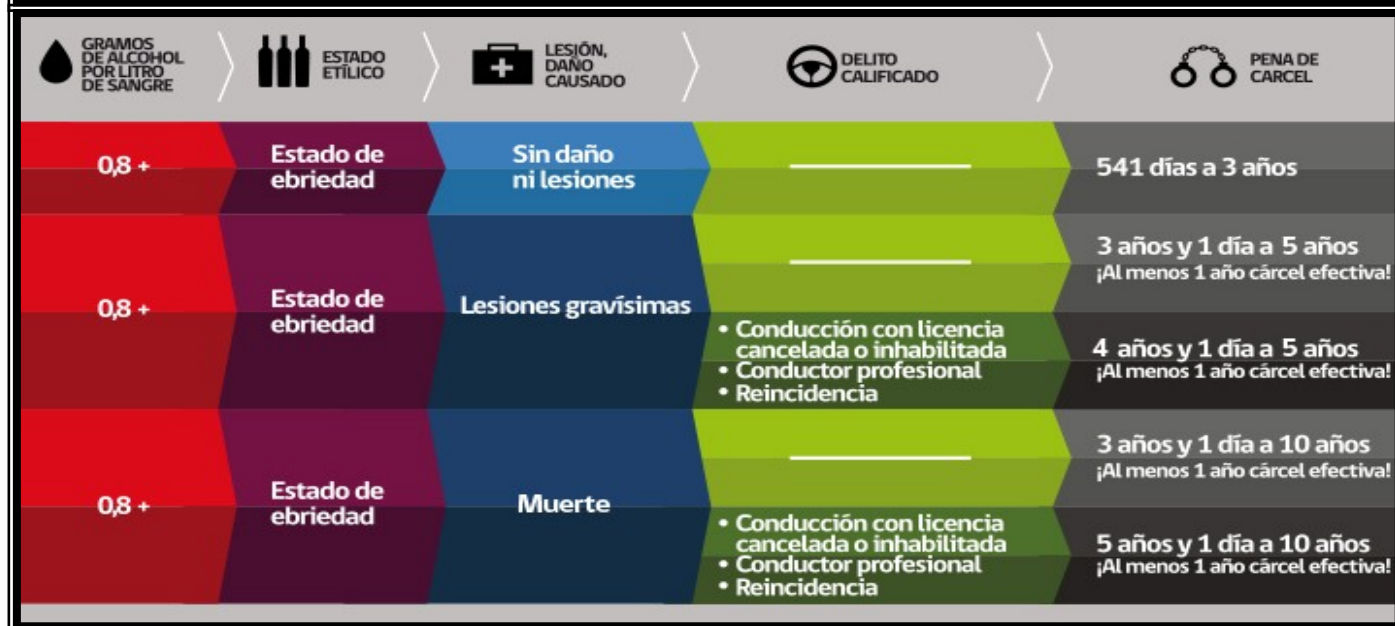 GRAMOS
DE ALCOHOL
POR LITRO
DE SANGRE
ESTADO
ETÍLICO
LESIÓN,
DAÑO
CAUSADO
DELITO
CALIFICADO
PENA DE
CARCEL
0,8 +
Estado de
ebriedad
Sin daño
ni lesiones
541 días a 3 años
0,8 +
Estado de
ebriedad
Lesiones gravísimas
3 años y 1 día a 5 años
¡Al menos 1 año cárcel efectiva!
• Conducción con licencia
cancelada o inhabilitada
• Conductor profesional
• Reincidencia
4 años y 1 día a 5 años
¡Al menos 1 año cárcel efectiva!
0,8 +
Estado de
ebriedad
Muerte
3 años y 1 día a 10 años
¡Al menos 1 año cárcel efectiva!
• Conducción con licencia
cancelada o inhabilitada
• Conductor profesional
• Reincidencia
5 años y 1 día a 10 años
¡Al menos 1 año cárcel efectiva!